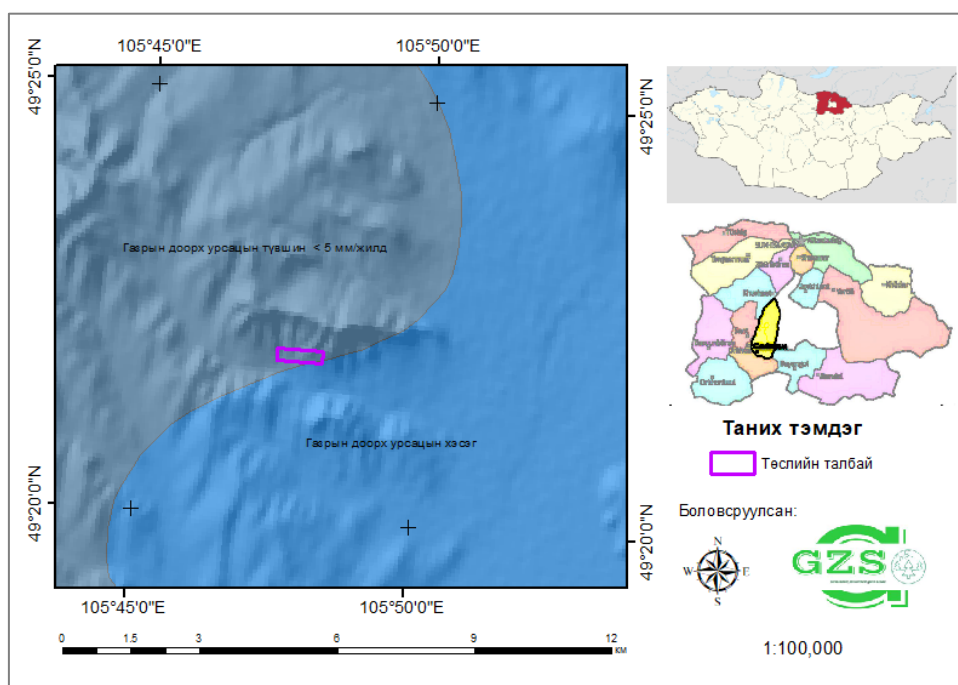 105°45'0"E
105°50'0"E
49°25'0"N
49°25'0"N
Газрын доорх урсацын түвшин < 5 мм/жилд
Газрын доорх урсацын хэсэг
49°20'0"N
49°20'0"N
105°45'0"E
105°50'0"E
0 1.5 3 6 9 12
КМ
Таних тэмдэг
Төслийн талбай
Боловсруулсан:
N
W E
S
GZS
1:100,000